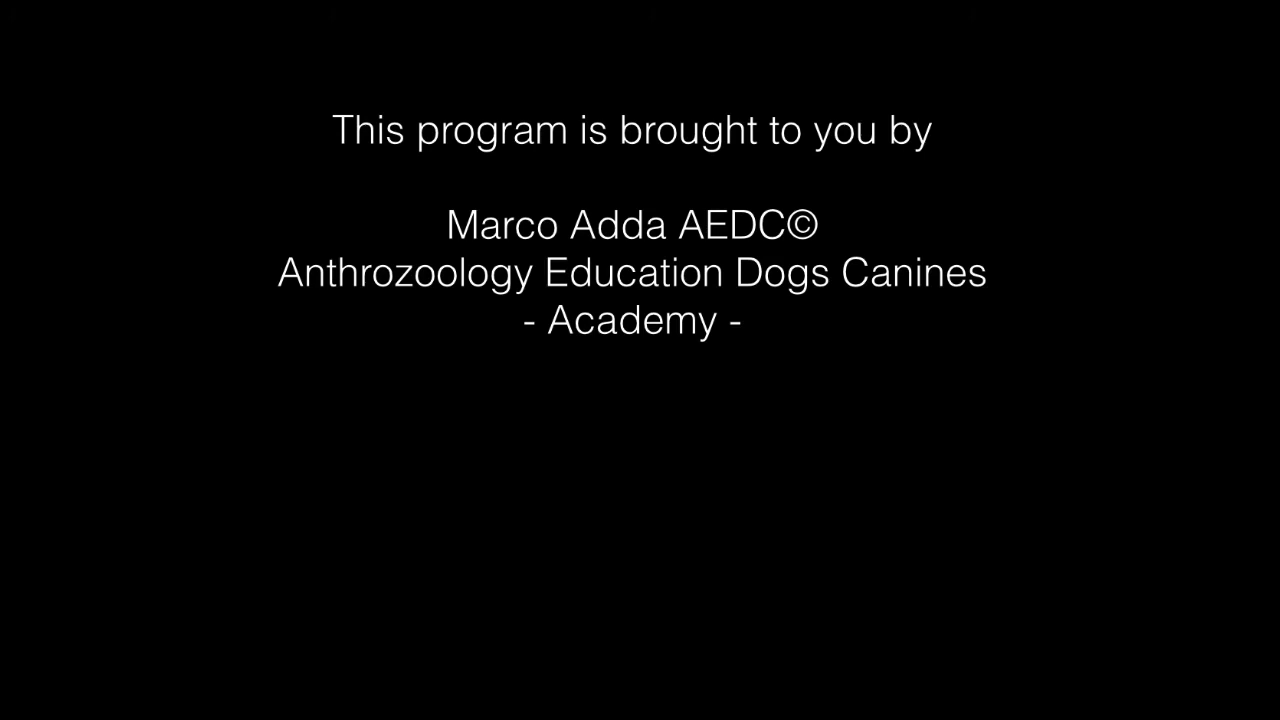 This program is brought to you by
Marco Adda AEDC©
Anthrozoology Education Dogs Canines
- Academy -